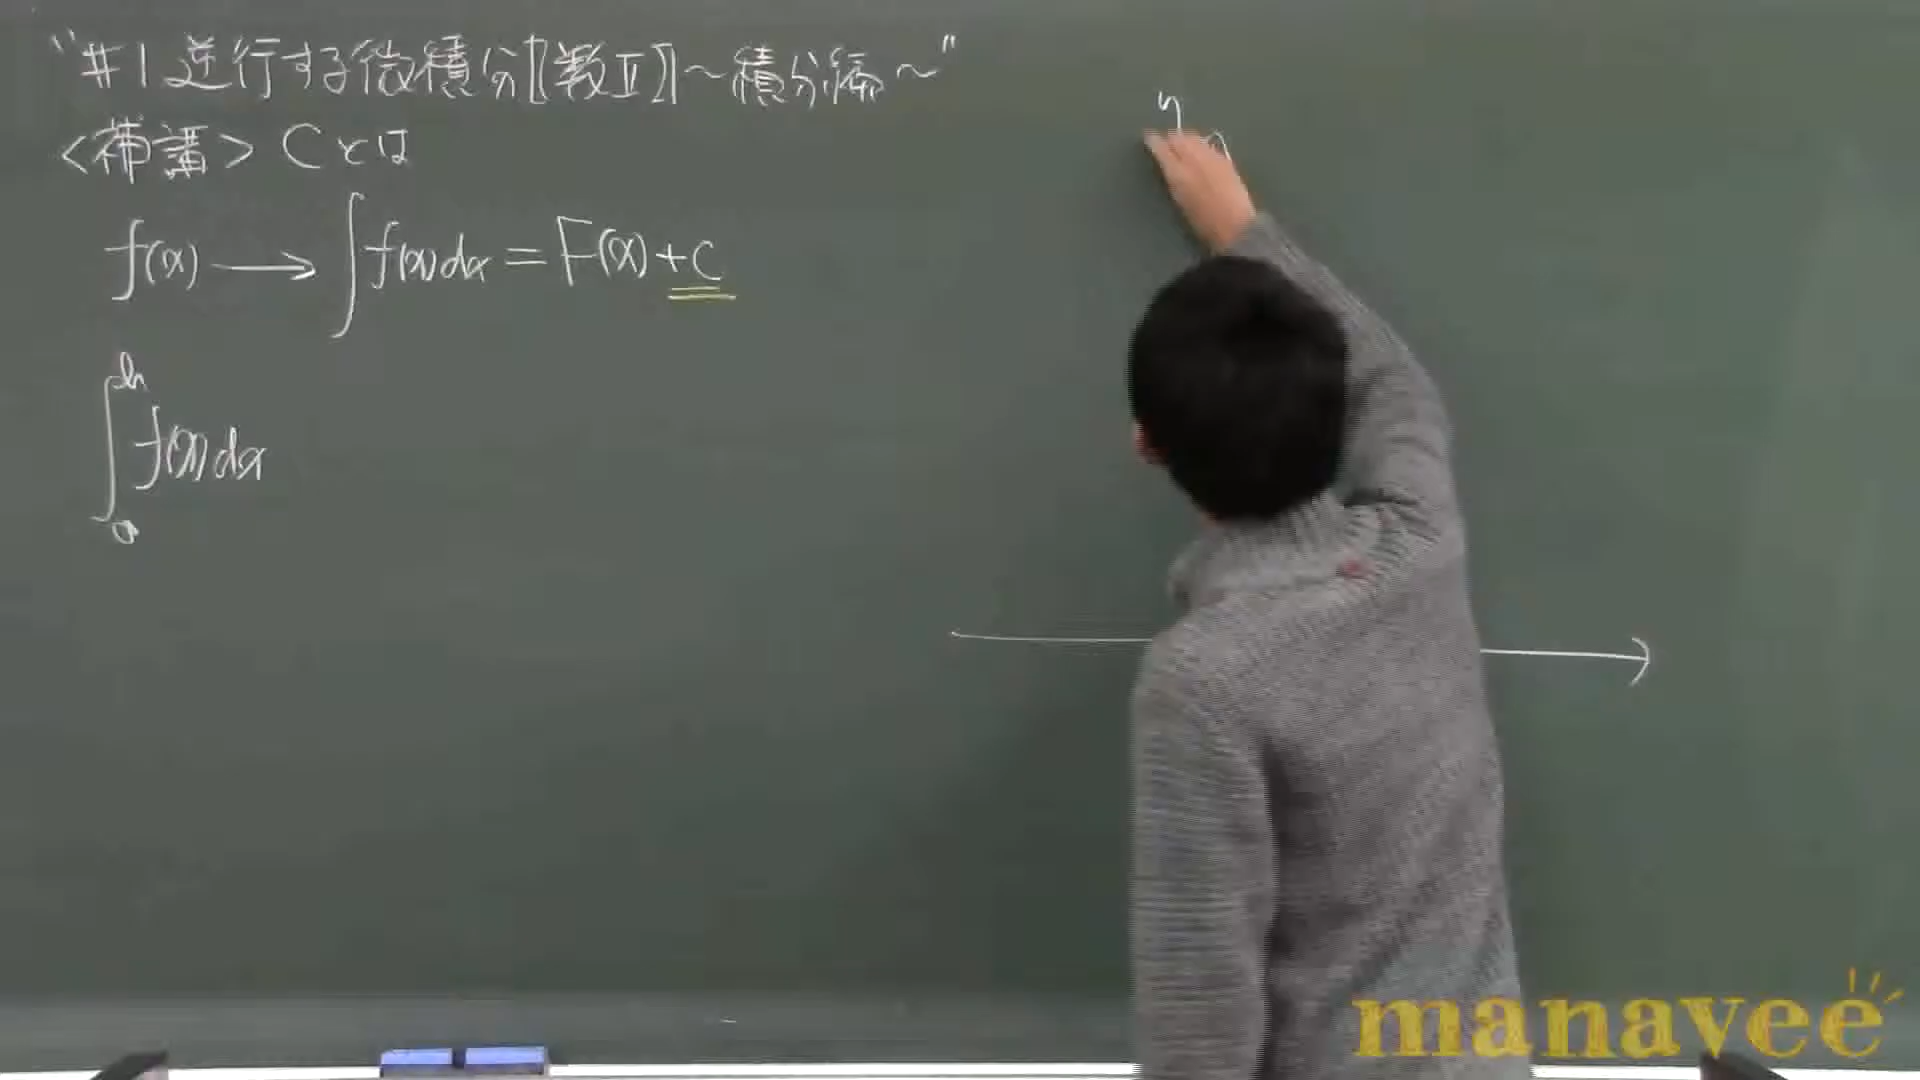 "#1 逆行する微積分【数Ⅱ】~積分編~"
<補講> Cとは
f(x) → ∫f(x)dx = F(x)+C
∫_a^b f(x)dx
y
manavee